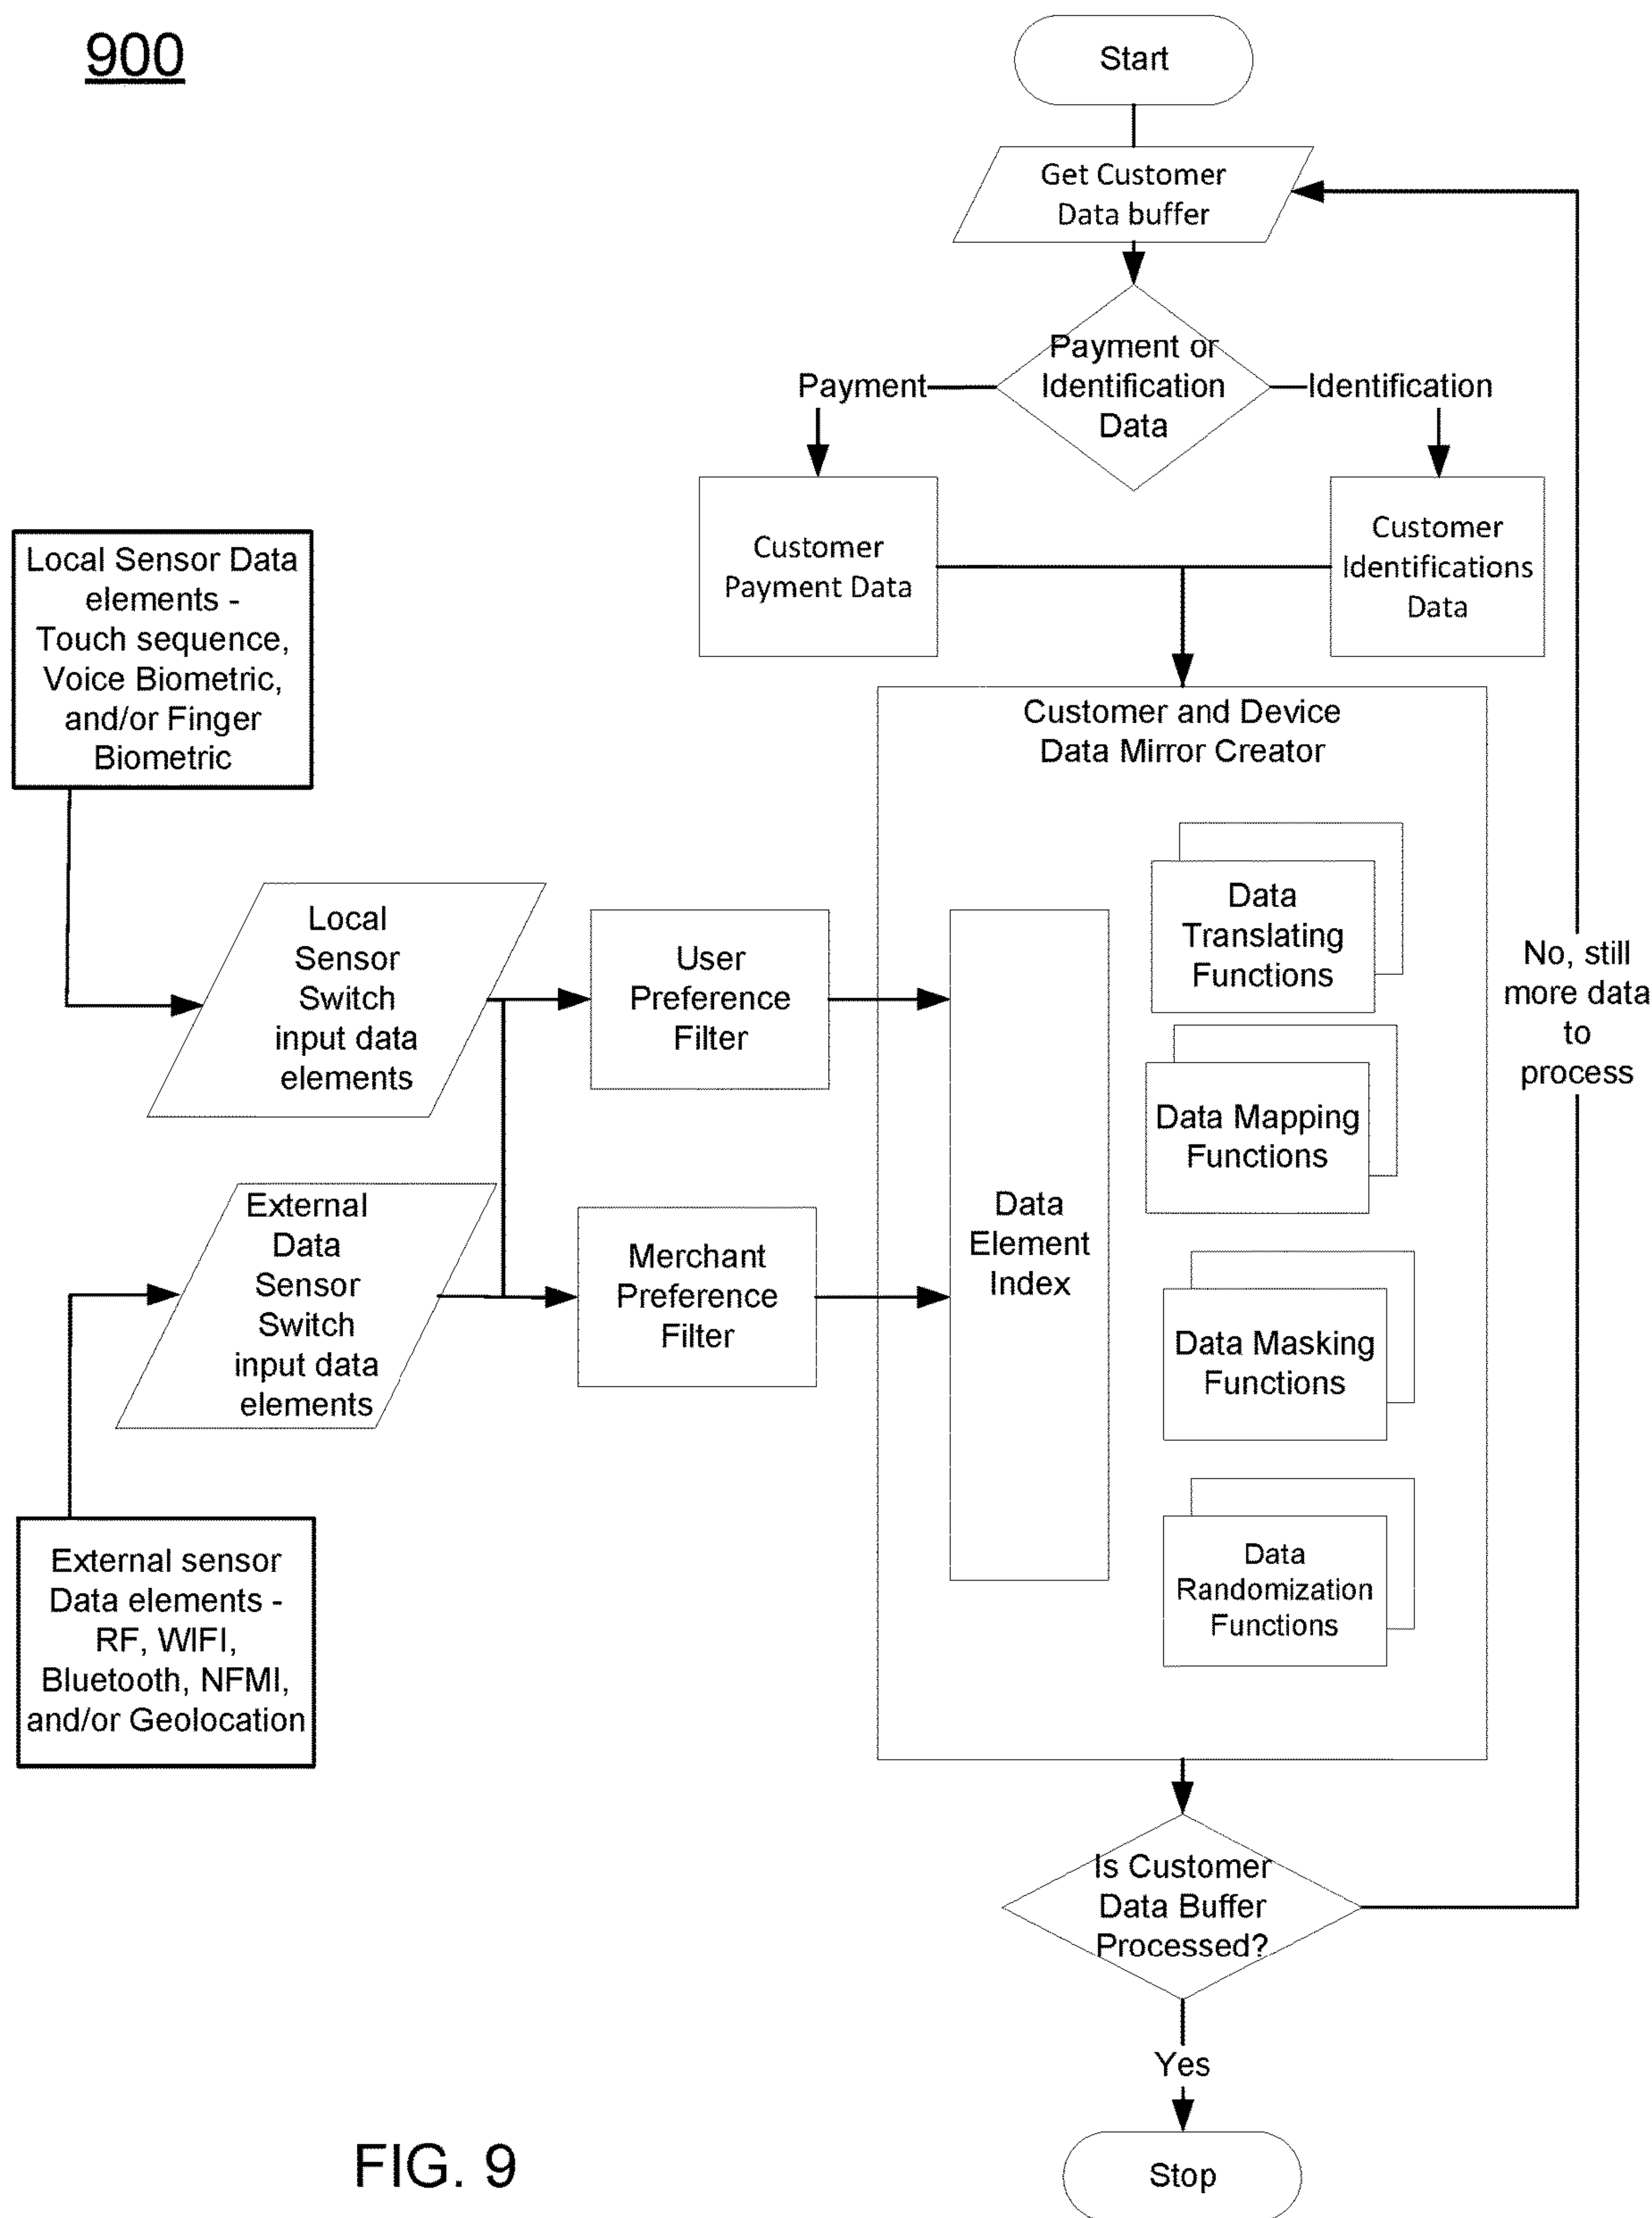 900
Start
Get Customer
Data buffer
Payment or
Identification
Data
Payment
Identification
Customer
Payment Data
Customer
Identifications
Data
Local Sensor Data
elements -
Touch sequence,
Voice Biometric,
and/or Finger
Biometric
Customer and Device
Data Mirror Creator
Local
Sensor
Switch
input data
elements
User
Preference
Filter
Data
Translating
Functions
No, still
more data
to
process
Data Mapping
Functions
External
Data
Sensor
Switch
input data
elements
Merchant
Preference
Filter
Data
Element
Index
Data Masking
Functions
Data
Randomization
Functions
External sensor
Data elements -
RF, WIFI,
Bluetooth, NFMI,
and/or Geolocation
Is Customer
Data Buffer
Processed?
Yes
Stop
FIG. 9